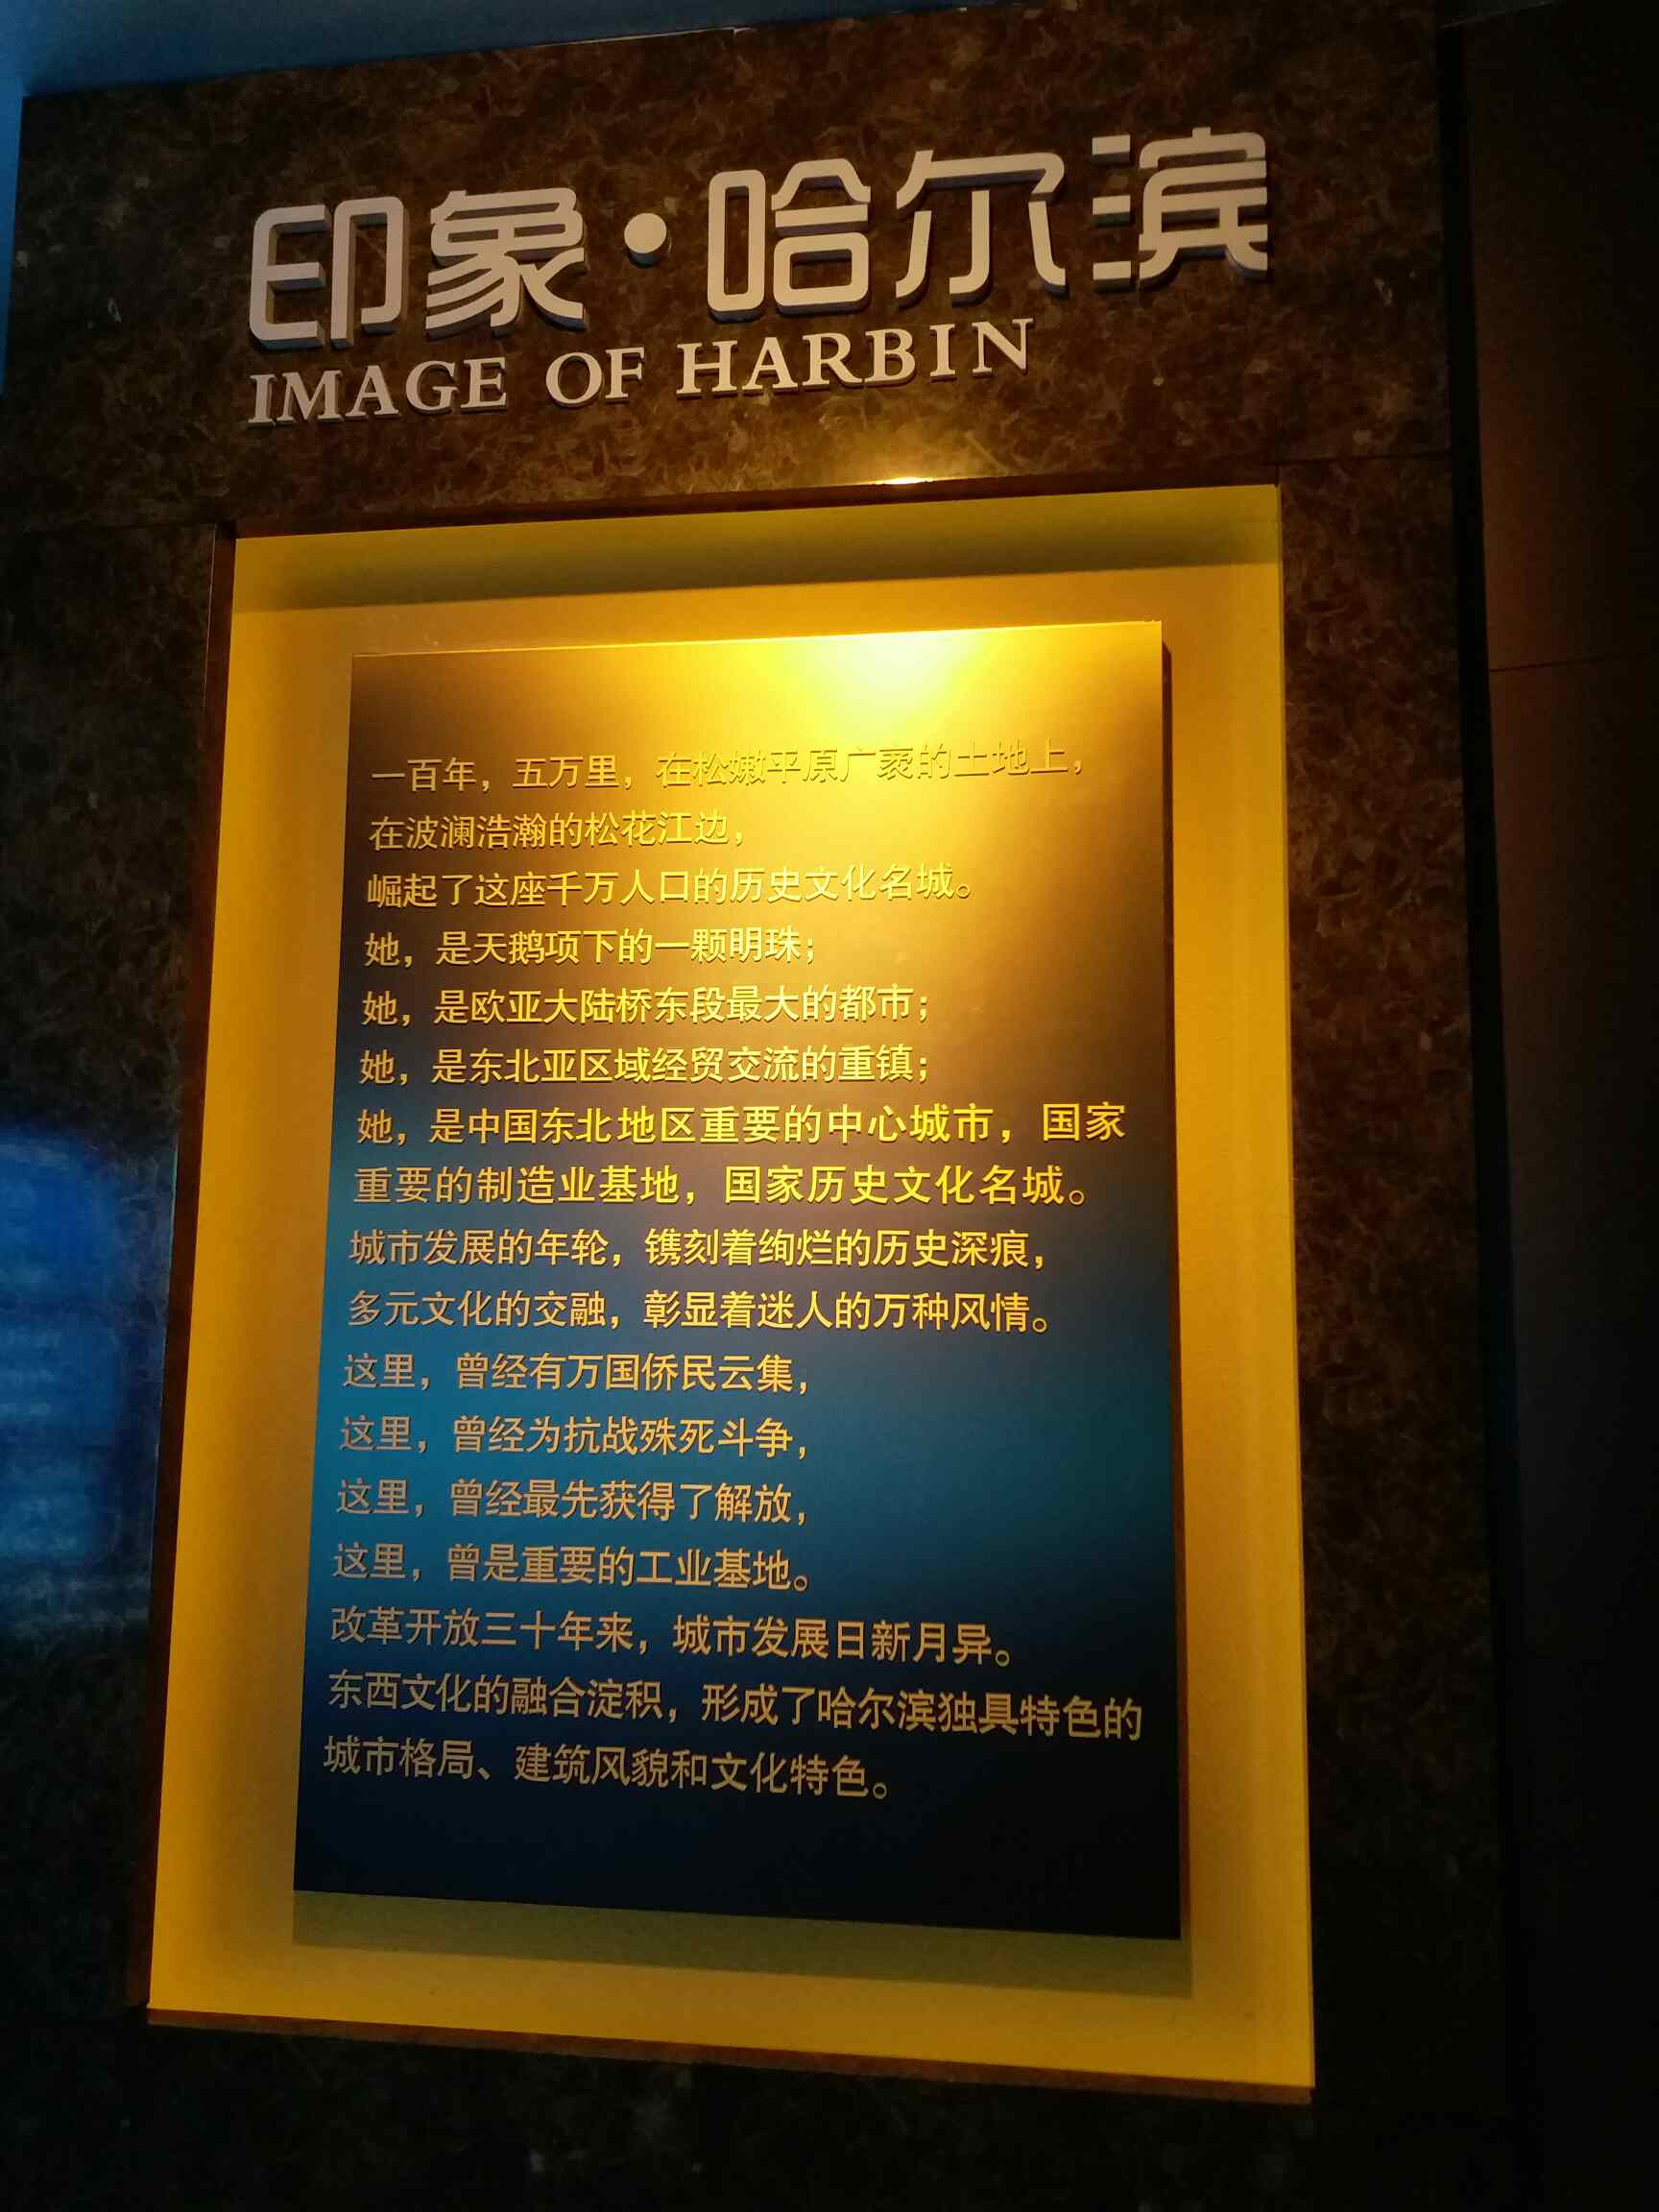 印象·哈尔滨
IMAGE OF HARBIN
一百年，五万里，在松嫩平原广袤的土地上，
在波澜浩瀚的松花江边，
崛起了这座千万人口的历史文化名城。
她，是天鹅项下的一颗明珠；
她，是欧亚大陆桥东段最大的都市；
她，是东北亚区域经贸交流的重镇；
她，是中国东北地区重要的中心城市，国家
重要的制造业基地，国家历史文化名城。
城市发展的年轮，镌刻着绚烂的历史深痕，
多元文化的交融，彰显着迷人的万种风情。
这里，曾经有万国侨民云集，
这里，曾经为抗战殊死斗争，
这里，曾经最先获得了解放，
这里，曾是重要的工业基地。
改革开放三十年来，城市发展日新月异。
东西文化的融合淀积，形成了哈尔滨独具特色的
城市格局、建筑风貌和文化特色。